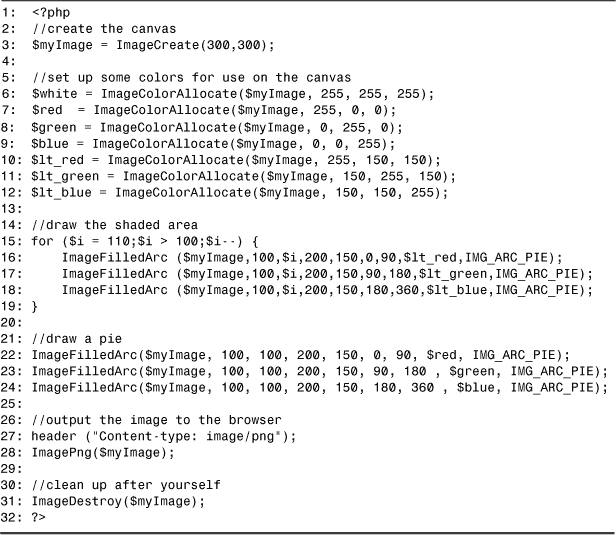 1: <?php
2: //create the canvas
3: $myImage = ImageCreate(300,300);
4:
5: //set up some colors for use on the canvas
6: $white = ImageColorAllocate($myImage, 255, 255, 255);
7: $red  = ImageColorAllocate($myImage, 255, 0, 0);
8: $green = ImageColorAllocate($myImage, 0, 255, 0);
9: $blue = ImageColorAllocate($myImage, 0, 0, 255);
10: $lt_red = ImageColorAllocate($myImage, 255, 150, 150);
11: $lt_green = ImageColorAllocate($myImage, 150, 255, 150);
12: $lt_blue = ImageColorAllocate($myImage, 150, 150, 255);
13:
14: //draw the shaded area
15: for ($i = 110;$i > 100;$i--) {
16:     ImageFilledArc ($myImage,100,$i,200,150,0,90,$lt_red,IMG_ARC_PIE);
17:     ImageFilledArc ($myImage,100,$i,200,150,90,180,$lt_green,IMG_ARC_PIE);
18:     ImageFilledArc ($myImage,100,$i,200,150,180,360,$lt_blue,IMG_ARC_PIE);
19: }
20:
21: //draw a pie
22: ImageFilledArc($myImage, 100, 100, 200, 150, 0, 90, $red, IMG_ARC_PIE);
23: ImageFilledArc($myImage, 100, 100, 200, 150, 90, 180 , $green, IMG_ARC_PIE);
24: ImageFilledArc($myImage, 100, 100, 200, 150, 180, 360 , $blue, IMG_ARC_PIE);
25:
26: //output the image to the browser
27: header ("Content-type: image/png");
28: ImagePng($myImage);
29:
30: //clean up after yourself
31: ImageDestroy($myImage);
32: ?>